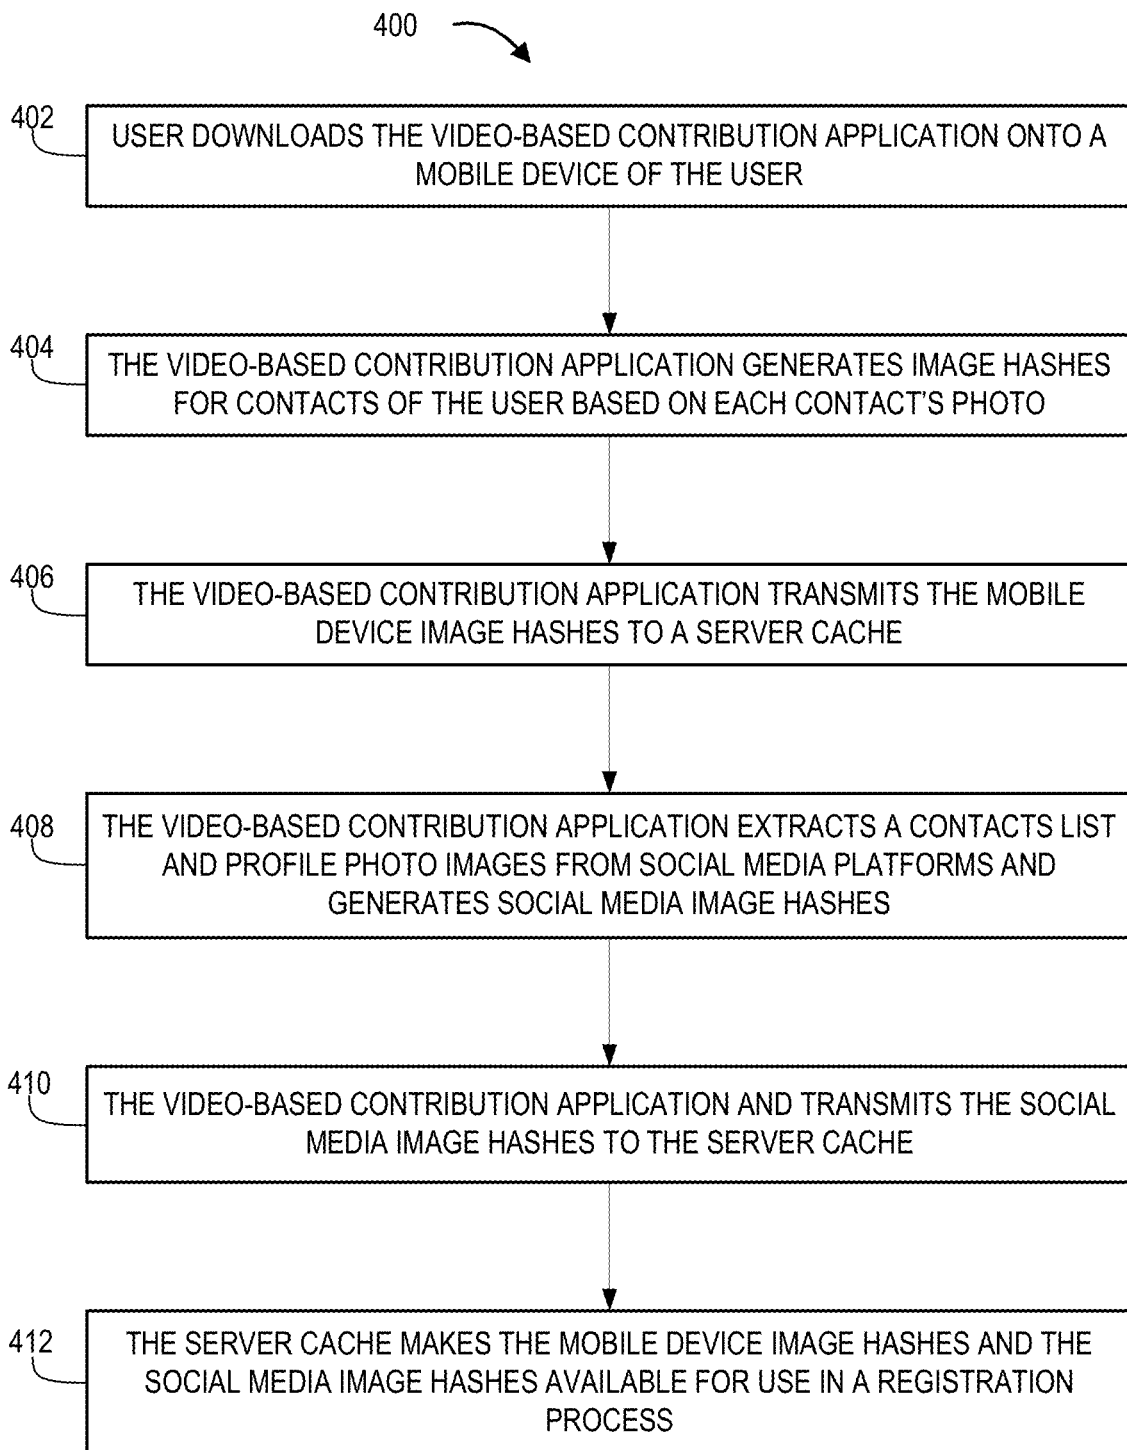 400
402
USER DOWNLOADS THE VIDEO-BASED CONTRIBUTION APPLICATION ONTO A
MOBILE DEVICE OF THE USER
404
THE VIDEO-BASED CONTRIBUTION APPLICATION GENERATES IMAGE HASHES
FOR CONTACTS OF THE USER BASED ON EACH CONTACT'S PHOTO
406
THE VIDEO-BASED CONTRIBUTION APPLICATION TRANSMITS THE MOBILE
DEVICE IMAGE HASHES TO A SERVER CACHE
408
THE VIDEO-BASED CONTRIBUTION APPLICATION EXTRACTS A CONTACTS LIST
AND PROFILE PHOTO IMAGES FROM SOCIAL MEDIA PLATFORMS AND
GENERATES SOCIAL MEDIA IMAGE HASHES
410
THE VIDEO-BASED CONTRIBUTION APPLICATION AND TRANSMITS THE SOCIAL
MEDIA IMAGE HASHES TO THE SERVER CACHE
412
THE SERVER CACHE MAKES THE MOBILE DEVICE IMAGE HASHES AND THE
SOCIAL MEDIA IMAGE HASHES AVAILABLE FOR USE IN A REGISTRATION
PROCESS